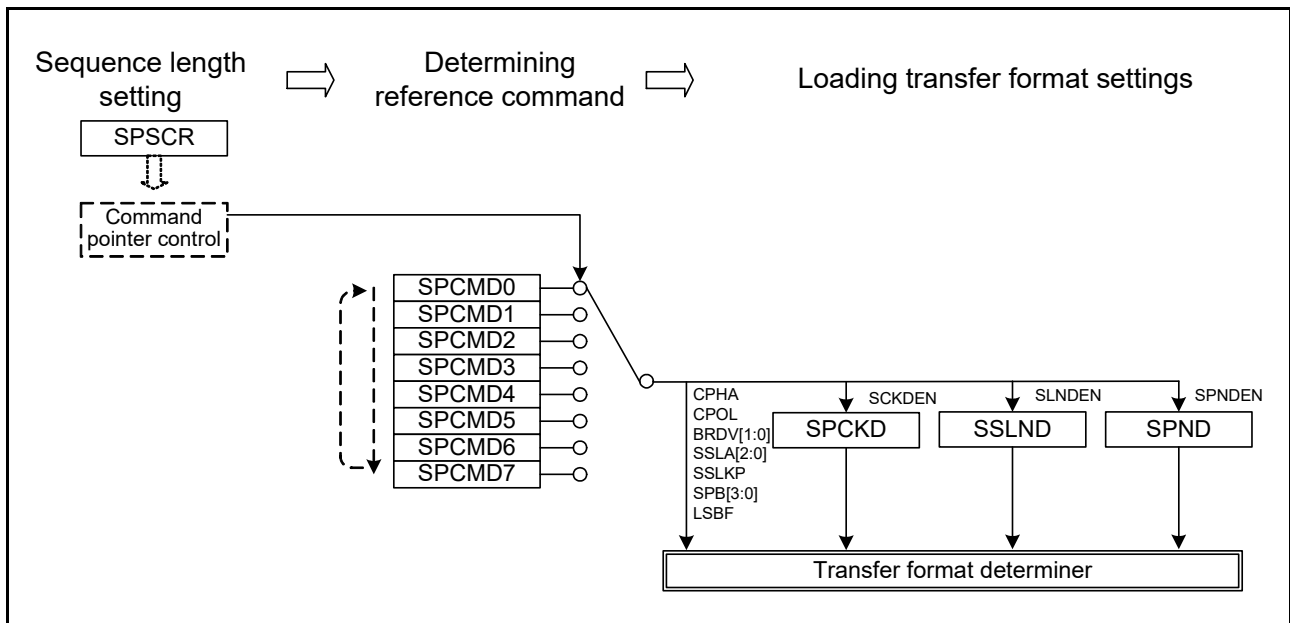 Sequence length
setting
Determining
reference command
Loading transfer format settings
SPSCR
Command
pointer control
SPCMD0
SPCMD1
SPCMD2
SPCMD3
SPCMD4
SPCMD5
SPCMD6
SPCMD7
CPHA
CPOL
BRDV[1:0]
SSLA[2:0]
SSLKP
SPB[3:0]
LSBF
SCKDEN
SPCKD
SLNDEN
SSLND
SPNDEN
SPND
Transfer format determiner